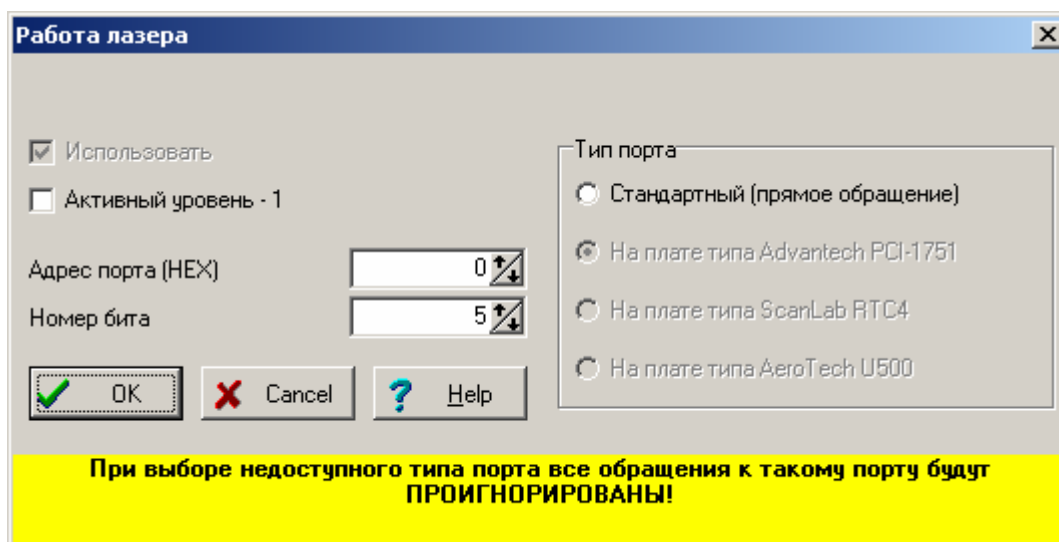 Работа лазера
Использовать
Активный уровень - 1
Адрес порта (HEX)
0
Номер бита
5
OK
Cancel
Help
Тип порта
Стандартный (прямое обращение)
На плате типа Advantech PCI-1751
На плате типа ScanLab RTC4
На плате типа AeroTech U500
При выборе недоступного типа порта все обращения к такому порту будут
ПРОИГНОРИРОВАНЫ!